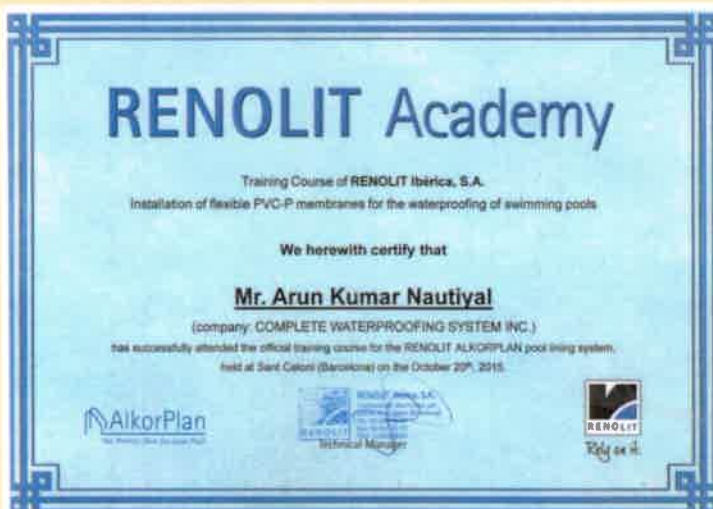 RENOLIT Academy
Training Course of RENOLIT Ibérica, S.A.
Installation of flexible PVC-P membranes for the waterproofing of swimming pools
We herewith certify that
Mr. Arun Kumar Nautiyal
(company: COMPLETE WATERPROOFING SYSTEM INC.)
has successfully attended the official training course for the RENOLIT ALKORPLAN pool lining system,
held at Sant Celoni (Barcelona) on the October 20th, 2015.
AlkorPlan
RENOLIT Ibérica, S.A.
RENOLIT
Technical Manager
RENOLIT
Rely on it.